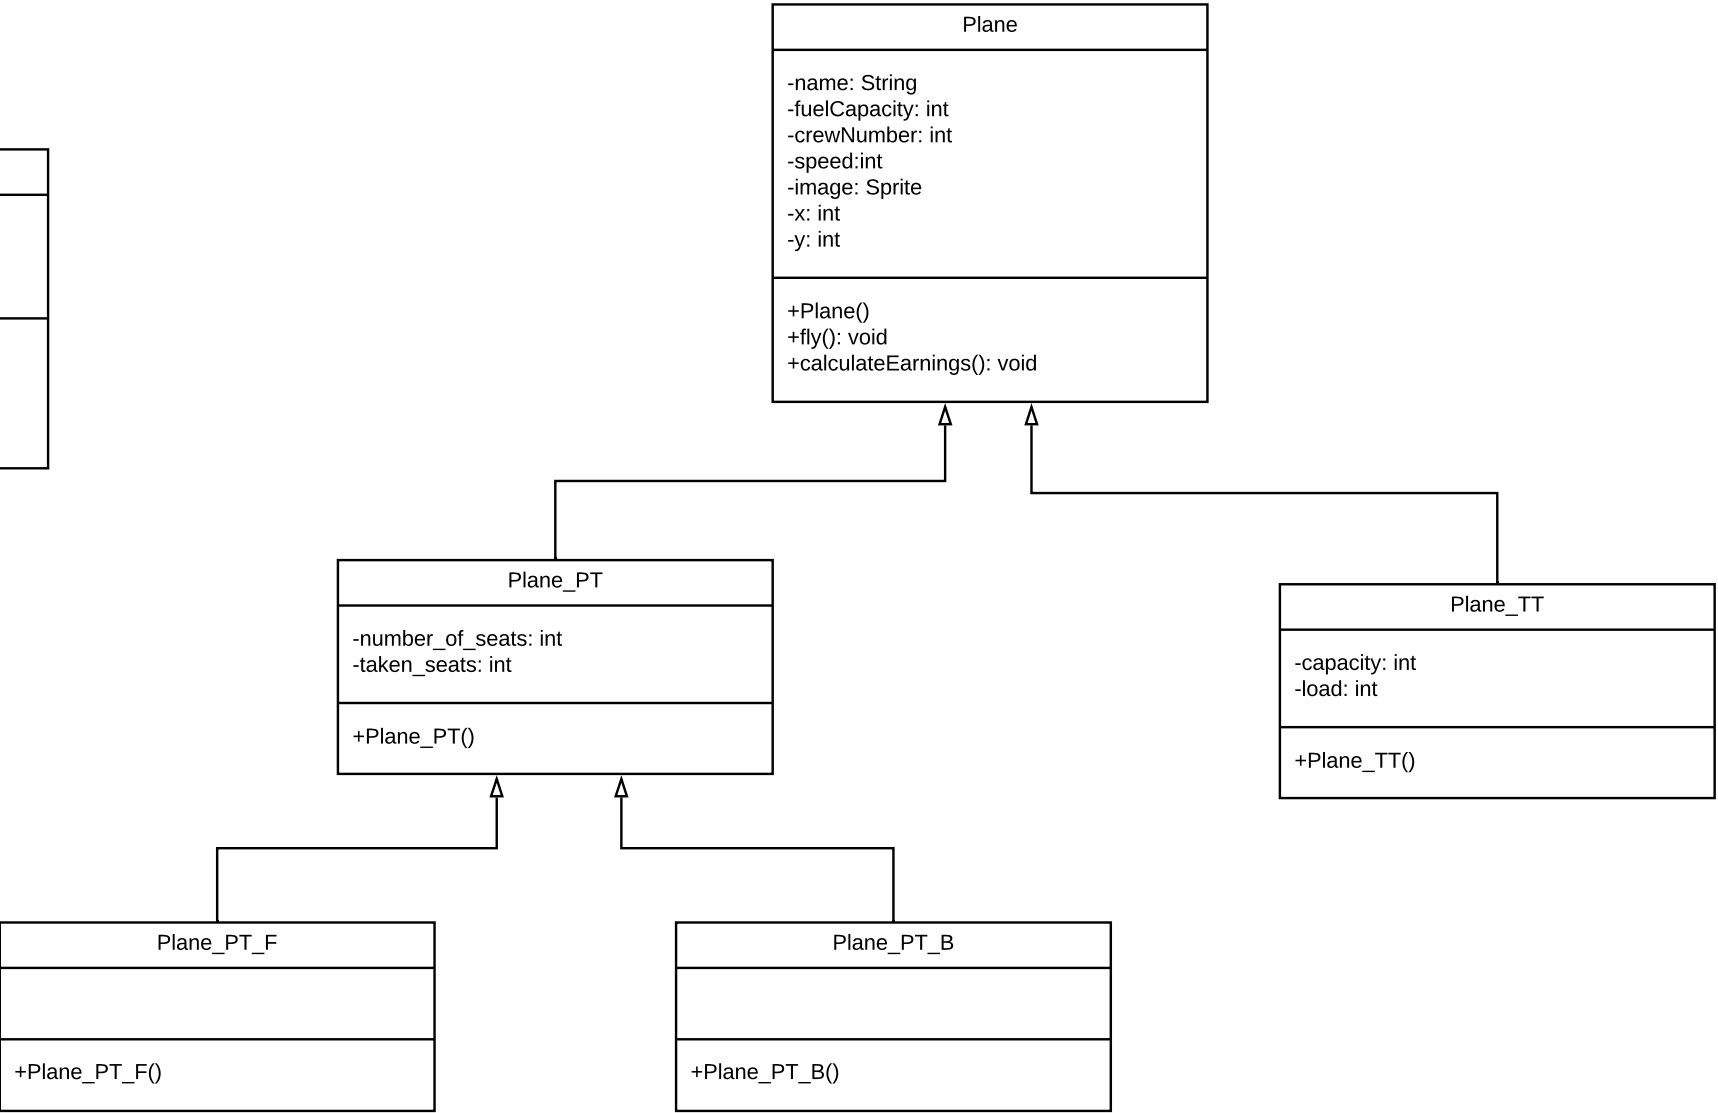 Plane
-name: String
-fuelCapacity: int
-crewNumber: int
-speed:int
-image: Sprite
-x: int
-y: int
+Plane()
+fly(): void
+calculateEarnings(): void
Plane_PT
-number_of_seats: int
-taken_seats: int
+Plane_PT()
Plane_TT
-capacity: int
-load: int
+Plane_TT()
Plane_PT_F
+Plane_PT_F()
Plane_PT_B
+Plane_PT_B()